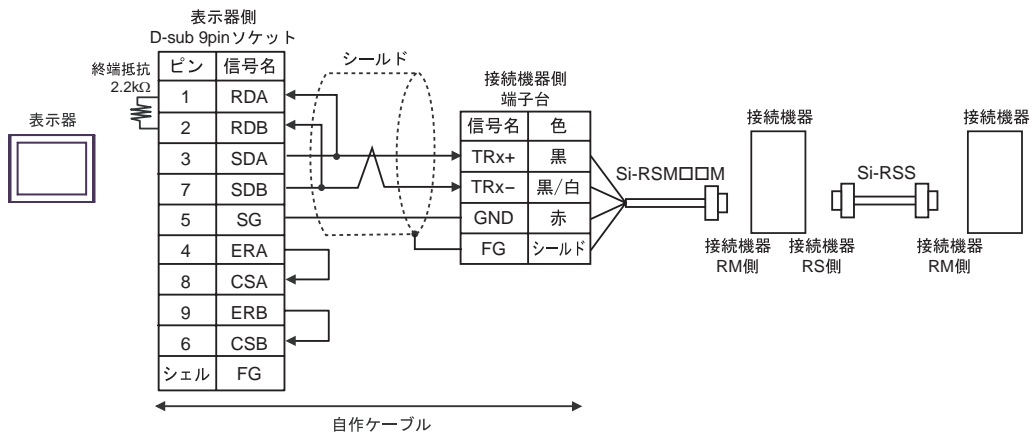 表示器側
D-sub 9pinソケット
終端抵抗
2.2kΩ
表示器
ピン 信号名
1 RDA
2 RDB
3 SDA
7 SDB
5 SG
4 ERA
8 CSA
9 ERB
6 CSB
シェル FG
シールド
接続機器側
端子台
信号名 色
TRx+ 黒
TRx− 黒/白
GND 赤
FG シールド
Si-RSM□□M
接続機器
Si-RSS
接続機器
接続機器
RM側
接続機器
RS側
接続機器
RM側
自作ケーブル